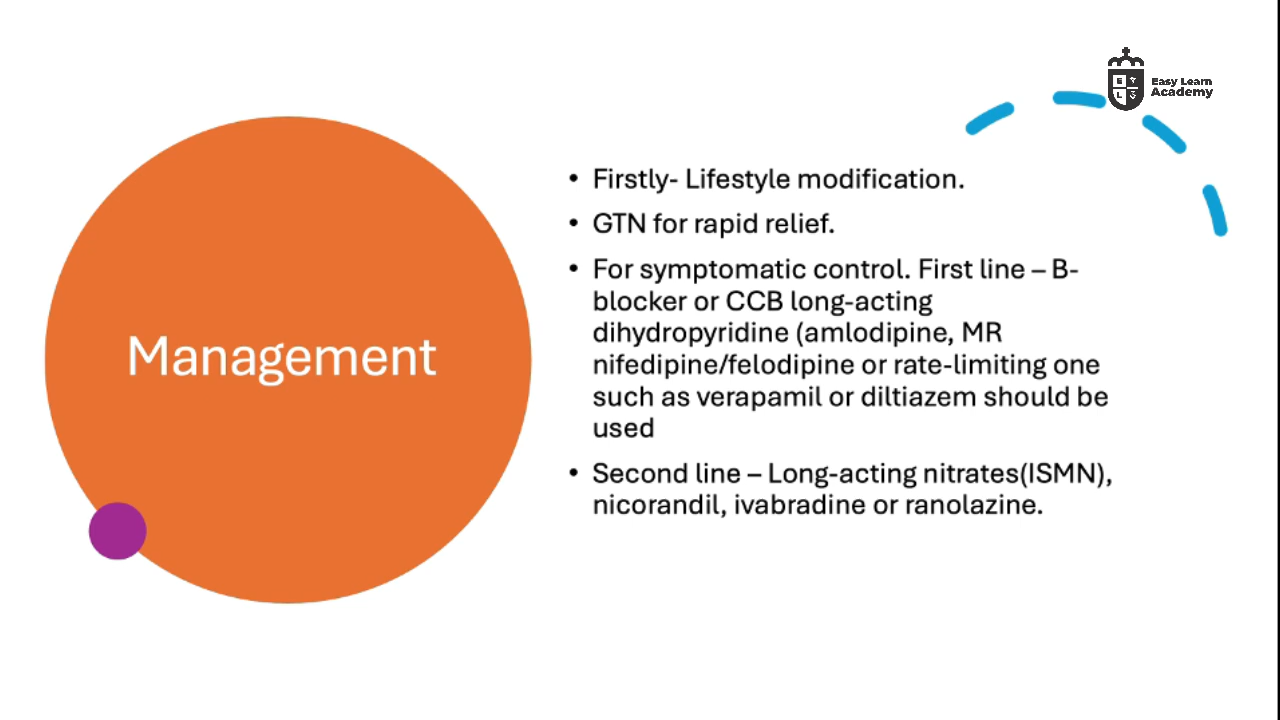 Easy Learn
Academy
Management
• Firstly- Lifestyle modification.
• GTN for rapid relief.
• For symptomatic control. First line – B-
blocker or CCB long-acting
dihydropyridine (amlodipine, MR
nifedipine/felodipine or rate-limiting one
such as verapamil or diltiazem should be
used
• Second line – Long-acting nitrates(ISMN),
nicorandil, ivabradine or ranolazine.